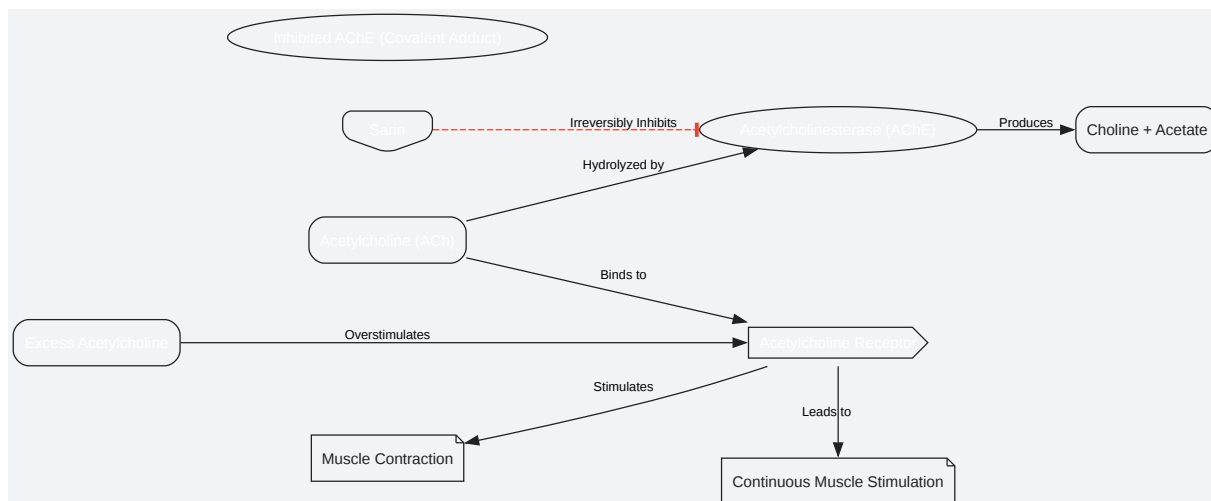 Inhibited AChE (Covalent Adduct)
Sarin
Irreversibly Inhibits
Acetylcholinesterase (AChE)
Produces
Choline + Acetate
Hydrolyzed by
Acetylcholine (ACh)
Binds to
Excess Acetylcholine
Overstimulates
Acetylcholine Receptor
Stimulates
Leads to
Muscle Contraction
Continuous Muscle Stimulation